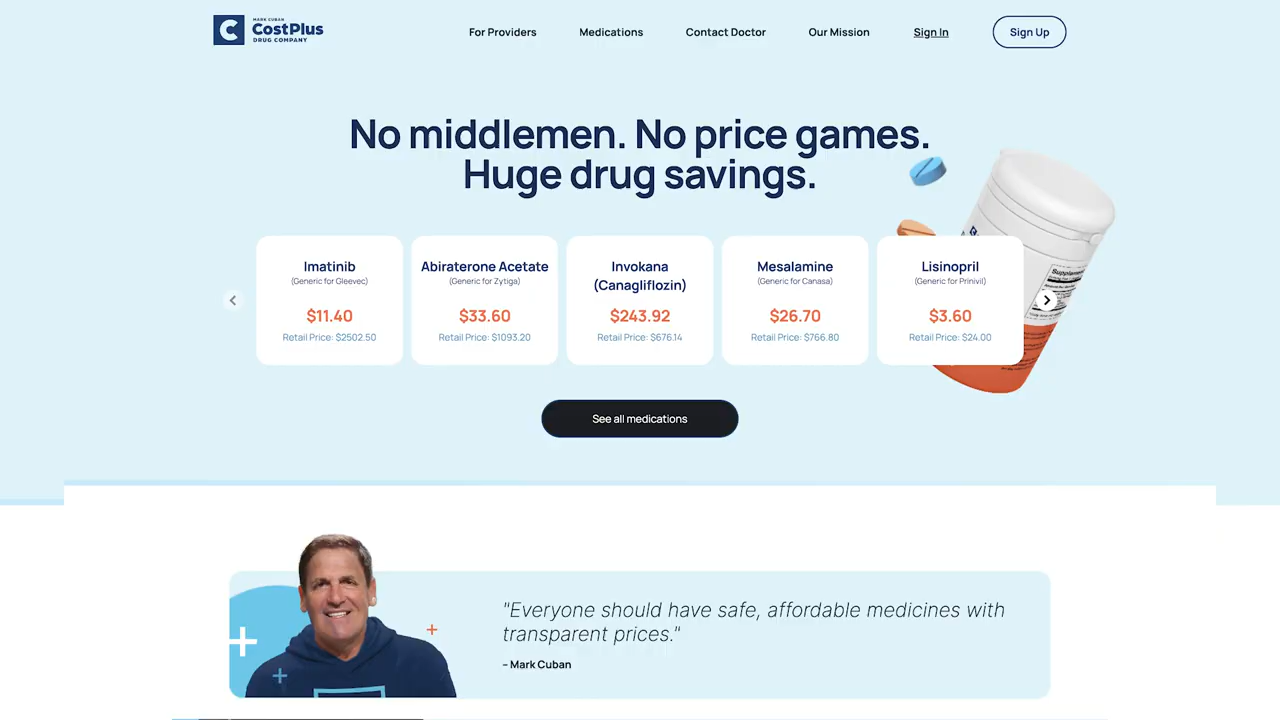 MARK CUBAN
CostPlus
DRUG COMPANY
For Providers
Medications
Contact Doctor
Our Mission
Sign In
Sign Up
No middlemen. No price games.
Huge drug savings.
Imatinib
(Generic for Gleevec)
$11.40
Retail Price: $2502.50
Abiraterone Acetate
(Generic for Zytiga)
$33.60
Retail Price: $1093.20
Invokana
(Canagliflozin)
$243.92
Retail Price: $676.14
Mesalamine
(Generic for Canasa)
$26.70
Retail Price: $766.80
Lisinopril
(Generic for Prinivil)
$3.60
Retail Price: $24.00
See all medications
"Everyone should have safe, affordable medicines with
transparent prices."
– Mark Cuban